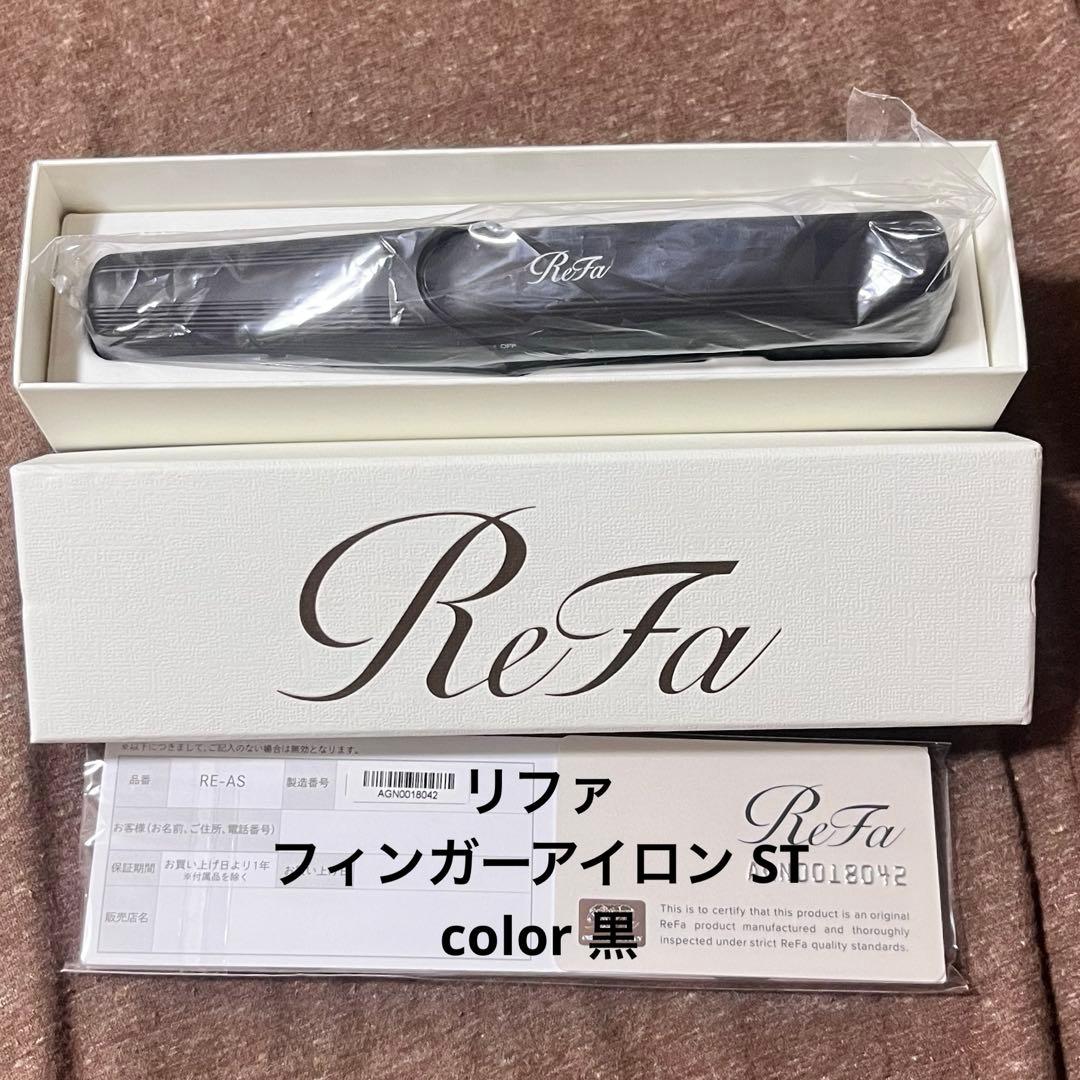 ReFa
OFF
ReFa
※以下につきまして、ご記入のない場合は無効となります。
品番 RE-AS 製造番号 AGN0018042
お客様(お名前、ご住所、電話番号)
保証期間 お買い上げ日より1年
※付属品を除く
販売店名
リファ
フィンガーアイロン ST
color 黒
ReFa
AGN0018042
This is to certify that this product is an original
ReFa product manufactured and thoroughly
inspected under strict ReFa quality standards.